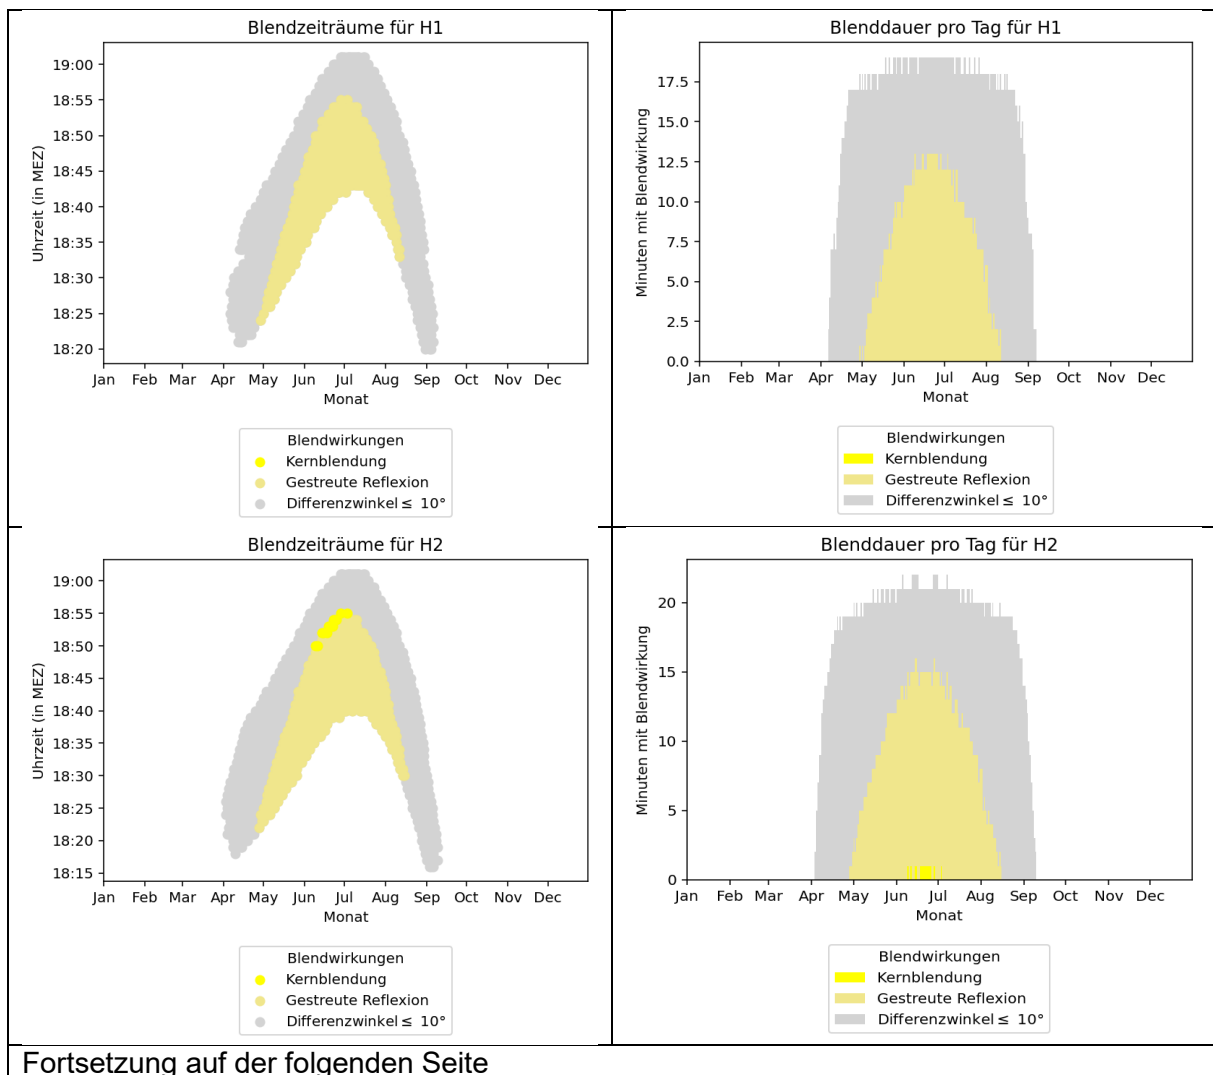 Blendzeiträume für H1
Uhrzeit (in MEZ)
19:00
18:55
18:50
18:45
18:40
18:35
18:30
18:25
18:20
Jan Feb Mar Apr May Jun Jul Aug Sep Oct Nov Dec
Monat
Blendwirkungen
Kernblendung
Gestreute Reflexion
Differenzwinkel ≤ 10°
Blenddauer pro Tag für H1
Minuten mit Blendwirkung
17.5
15.0
12.5
10.0
7.5
5.0
2.5
0.0
Jan Feb Mar Apr May Jun Jul Aug Sep Oct Nov Dec
Monat
Blendwirkungen
Kernblendung
Gestreute Reflexion
Differenzwinkel ≤ 10°
Blendzeiträume für H2
Uhrzeit (in MEZ)
19:00
18:55
18:50
18:45
18:40
18:35
18:30
18:25
18:20
18:15
Jan Feb Mar Apr May Jun Jul Aug Sep Oct Nov Dec
Monat
Blendwirkungen
Kernblendung
Gestreute Reflexion
Differenzwinkel ≤ 10°
Blenddauer pro Tag für H2
Minuten mit Blendwirkung
20
15
10
5
0
Jan Feb Mar Apr May Jun Jul Aug Sep Oct Nov Dec
Monat
Blendwirkungen
Kernblendung
Gestreute Reflexion
Differenzwinkel ≤ 10°
Fortsetzung auf der folgenden Seite